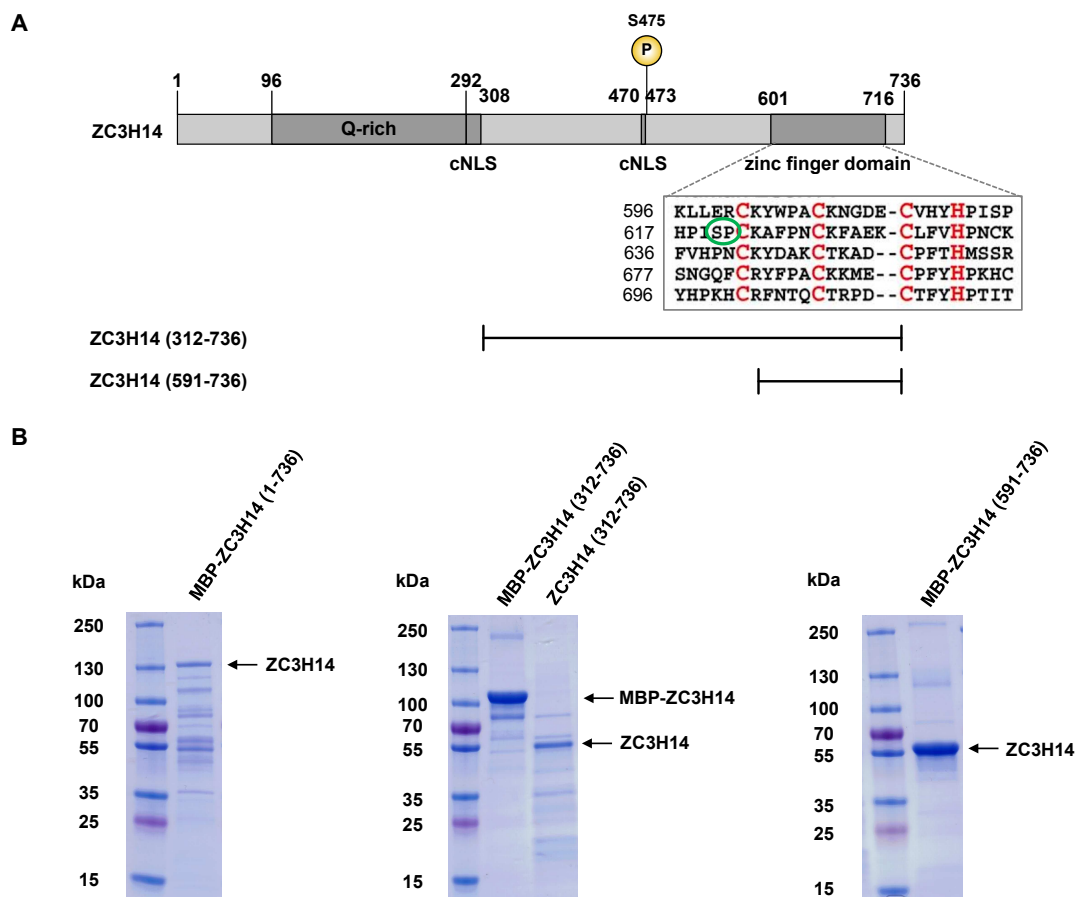 A
S475
P
1 96 292 308 470 473 601 716 736
ZC3H14 Q-rich
cNLS cNLS zinc finger domain
596 KLLERCKYWPACKNGDE-CVHYHPISP
617 HPISPCKAFPNCKFAEK-CLFVHPNCK
636 FVHPNCKYDAKCTKAD--CPFTHMSSR
677 SNGQFCRYFPACKKME--CPFYHPKHC
696 YHPKHCRFNTQCTRPD--CTFYHPTIT
ZC3H14 (312-736)
ZC3H14 (591-736)
B
MBP-ZC3H14 (1-736)
kDa
250
130
100
70
55
35
25
15
ZC3H14
MBP-ZC3H14 (312-736)
ZC3H14 (312-736)
kDa
250
130
100
70
55
35
25
15
MBP-ZC3H14
ZC3H14
MBP-ZC3H14 (591-736)
kDa
250
130
100
70
55
35
25
15
ZC3H14